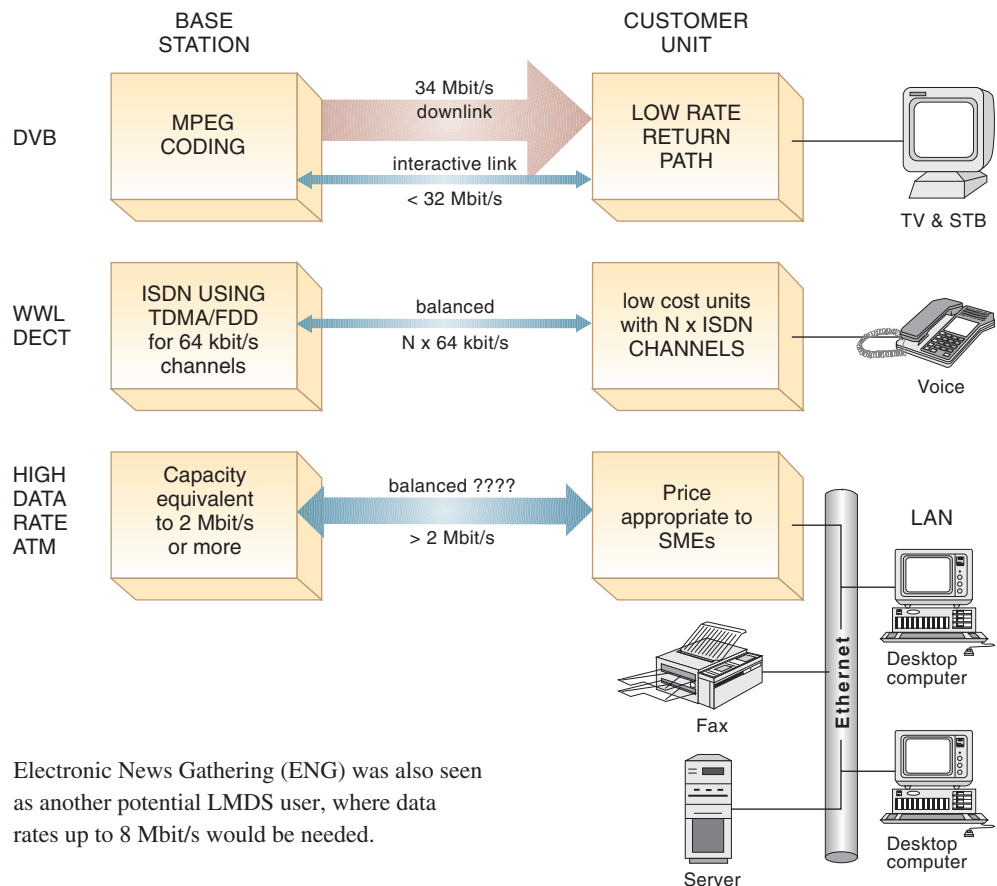 BASE
STATION
CUSTOMER
UNIT
DVB
MPEG
CODING
34 Mbit/s
downlink
interactive link
< 32 Mbit/s
LOW RATE
RETURN
PATH
TV & STB
WWL
DECT
ISDN USING
TDMA/FDD
for 64 kbit/s
channels
balanced
N x 64 kbit/s
low cost units
with N x ISDN
CHANNELS
Voice
HIGH
DATA
RATE
ATM
Capacity
equivalent
to 2 Mbit/s
or more
balanced ????
> 2 Mbit/s
Price
appropriate to
SMEs
LAN
Ethernet
Desktop
computer
Fax
Desktop
computer
Server
Electronic News Gathering (ENG) was also seen
as another potential LMDS user, where data
rates up to 8 Mbit/s would be needed.